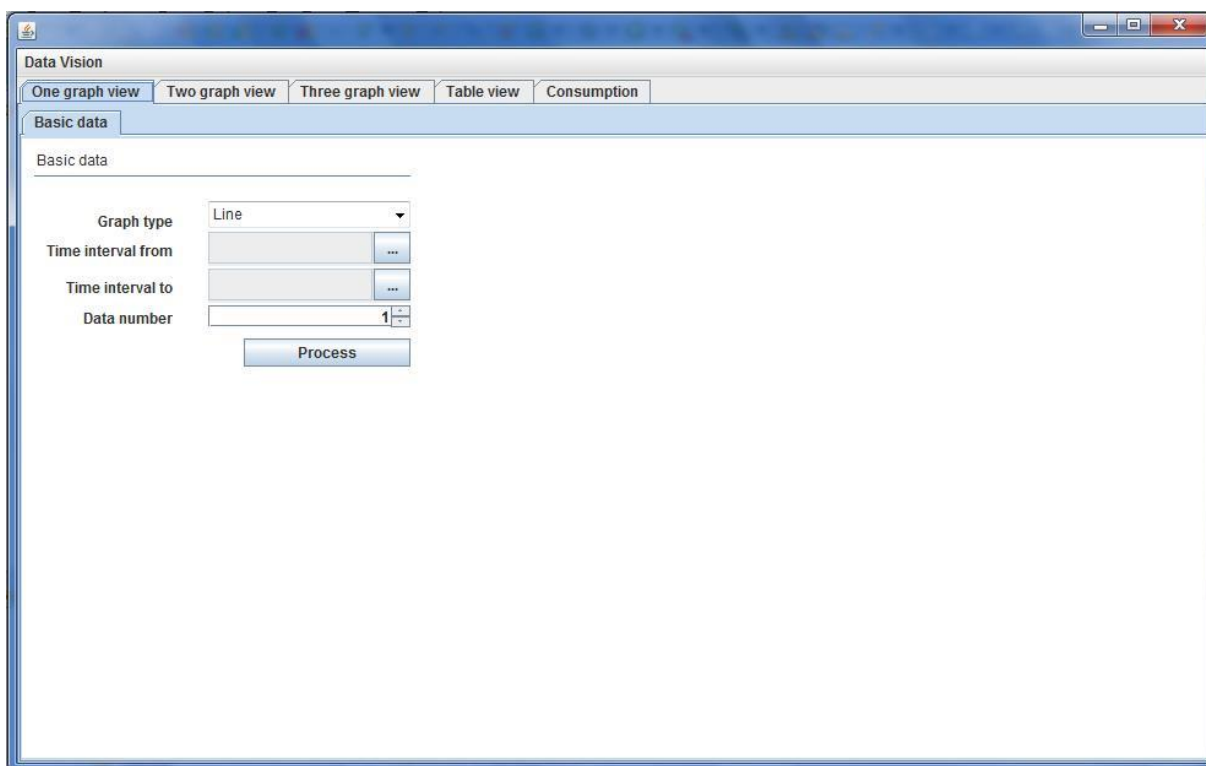 Data Vision
One graph view Two graph view Three graph view Table view Consumption
Basic data
Basic data
Graph type Line
Time interval from ...
Time interval to ...
Data number 1
Process